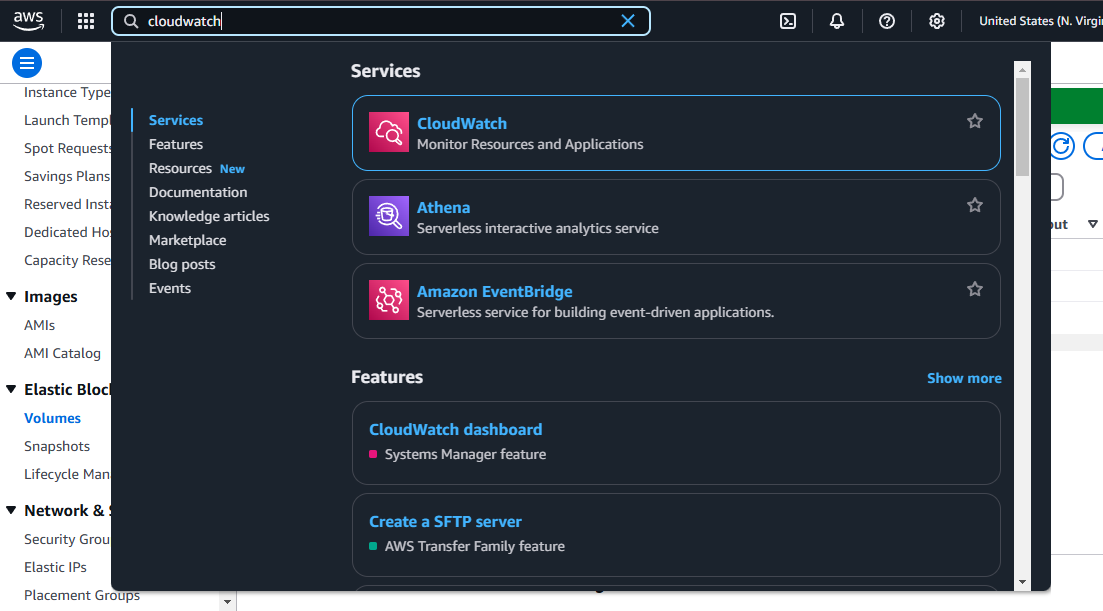 aws
cloudwatch
United States (N. Virgi
Instance Type
Launch Templ
Spot Requests
Savings Plans
Reserved Insta
Dedicated Hos
Capacity Rese
Images
AMIs
AMI Catalog
Elastic Block
Volumes
Snapshots
Lifecycle Man
Network & S
Security Grou
Elastic IPs
Placement Groups
Services
Features
Resources New
Documentation
Knowledge articles
Marketplace
Blog posts
Events
Services
CloudWatch
Monitor Resources and Applications
Athena
Serverless interactive analytics service
Amazon EventBridge
Serverless service for building event-driven applications.
Features
Show more
CloudWatch dashboard
Systems Manager feature
Create a SFTP server
AWS Transfer Family feature
put